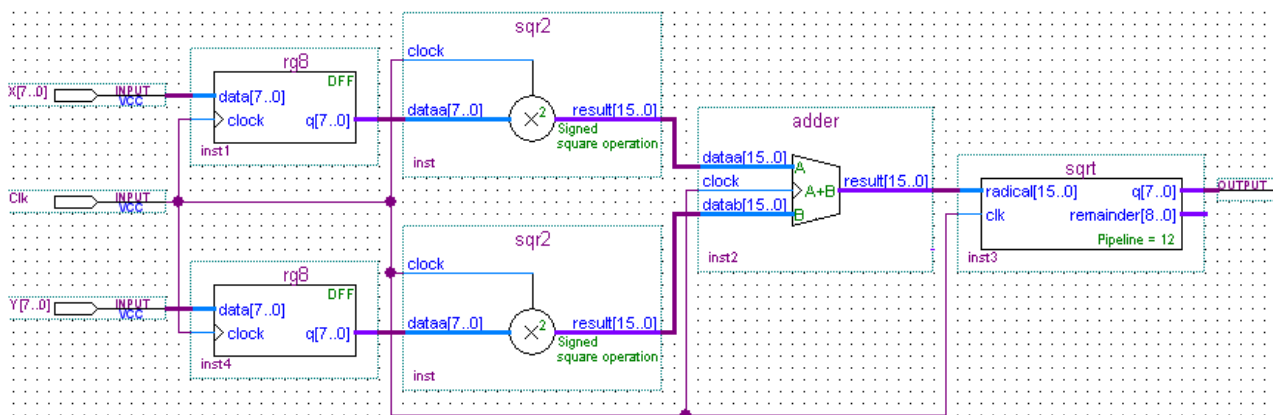 sqr2
clock
rg8
DFF
X[7..0]
INPUT
VCC
data[7..0]
clock
q[7..0]
inst1
dataa[7..0]
×2
result[15..0]
Signed
square operation
inst
adder
dataa[15..0]
A
clock
A+B
result[15..0]
datab[15..0]
B
inst2
sqrt
radical[15..0]
q[7..0]
OUTPUT
clk
remainder[8..0]
Pipeline = 12
inst3
Clk
INPUT
VCC
sqr2
clock
rg8
DFF
Y[7..0]
INPUT
VCC
data[7..0]
clock
q[7..0]
inst4
dataa[7..0]
×2
result[15..0]
Signed
square operation
inst